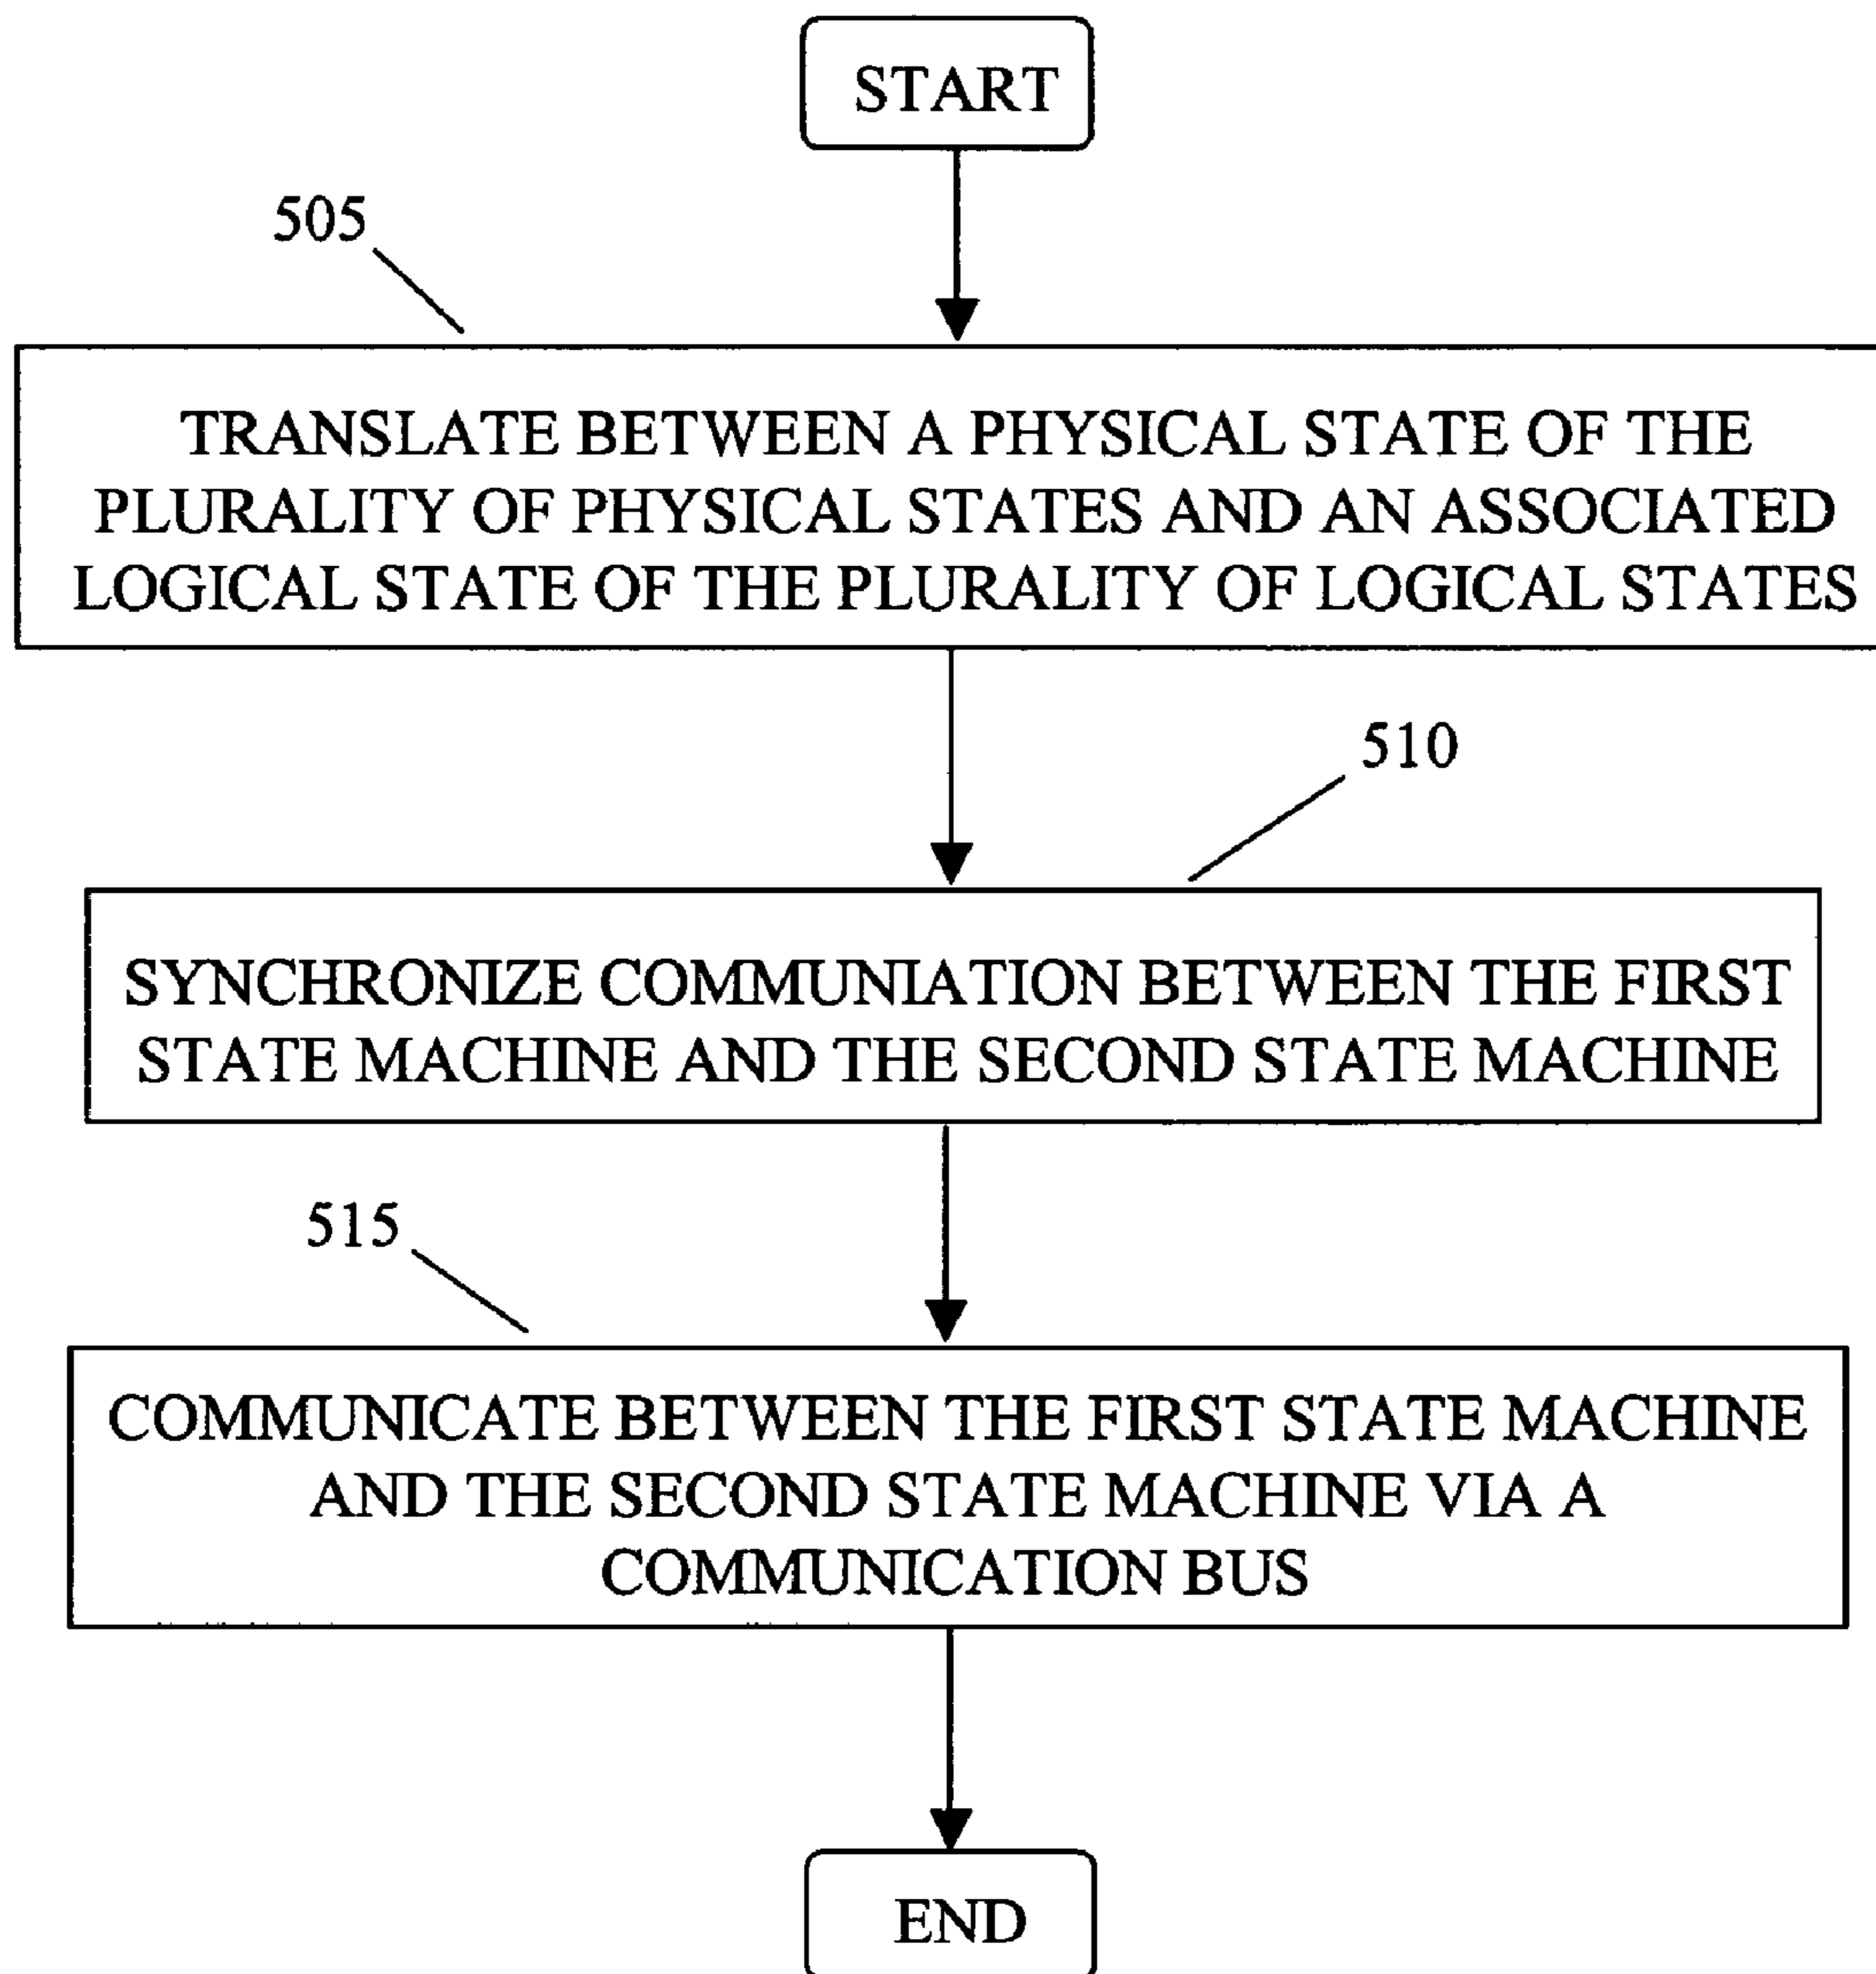 START
505
TRANSLATE BETWEEN A PHYSICAL STATE OF THE
PLURALITY OF PHYSICAL STATES AND AN ASSOCIATED
LOGICAL STATE OF THE PLURALITY OF LOGICAL STATES
510
SYNCHRONIZE COMMUNIATION BETWEEN THE FIRST
STATE MACHINE AND THE SECOND STATE MACHINE
515
COMMUNICATE BETWEEN THE FIRST STATE MACHINE
AND THE SECOND STATE MACHINE VIA A
COMMUNICATION BUS
END